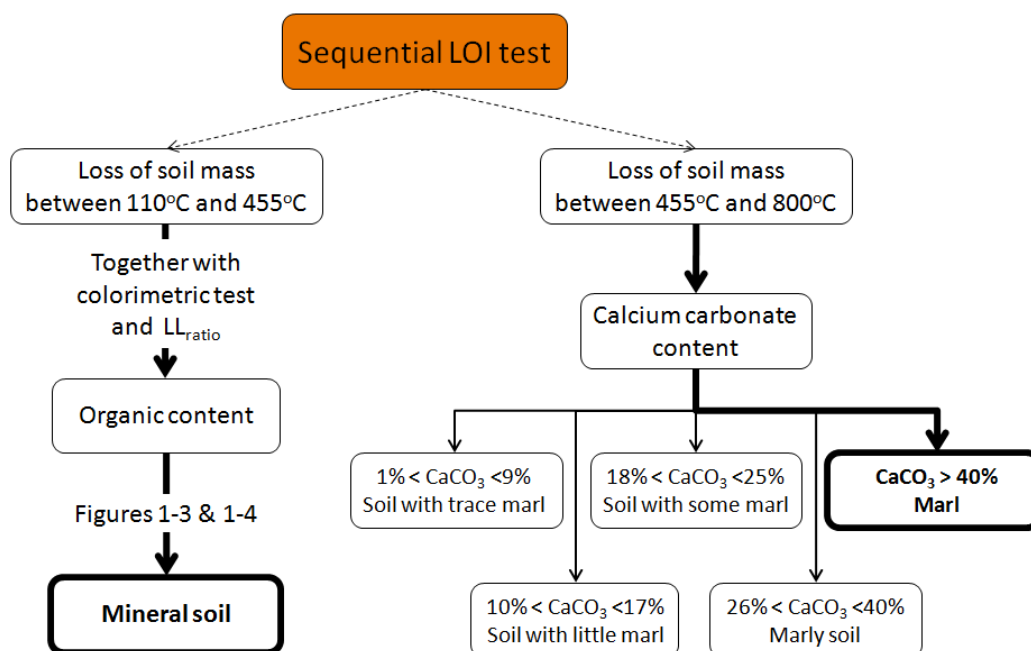 Sequential LOI test
Loss of soil mass
between 110°C and 455°C
Together with
colorimetric test
and LLratio
Organic content
Figures 1-3 & 1-4
Mineral soil
Loss of soil mass
between 455°C and 800°C
Calcium carbonate
content
1% < CaCO₃ <9%
Soil with trace marl
10% < CaCO₃ <17%
Soil with little marl
18% < CaCO₃ <25%
Soil with some marl
26% < CaCO₃ <40%
Marly soil
CaCO₃ > 40%
Marl